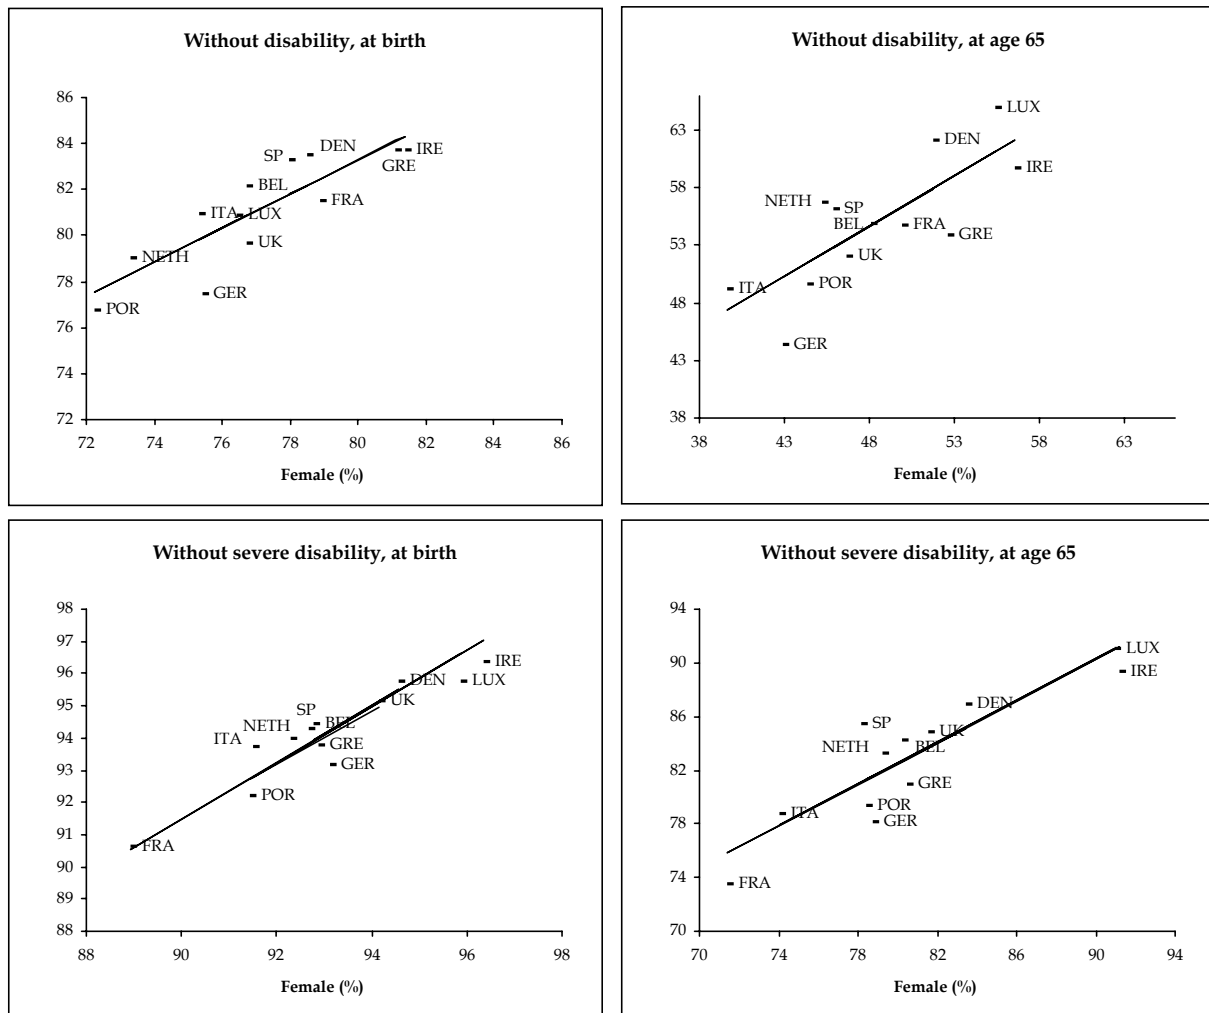 Without disability, at birth
86
84
82
80
78
76
74
72
72 74 76 78 80 82 84 86
SP
DEN
IRE
GRE
BEL
FRA
ITA
LUX
UK
NETH
GER
POR
Female (%)
Without disability, at age 65
63
58
53
48
43
38
38 43 48 53 58 63
LUX
DEN
IRE
NETH
SP
BEL
FRA
GRE
UK
ITA
POR
GER
Female (%)
Without severe disability, at birth
98
97
96
95
94
93
92
91
90
89
88
88 90 92 94 96 98
IRE
DEN
LUX
UK
SP
NETH
BEL
ITA
GRE
GER
POR
FRA
Female (%)
Without severe disability, at age 65
94
90
86
82
78
74
70
70 74 78 82 86 90 94
LUX
IRE
DEN
SP
UK
NETH
BEL
GRE
ITA
POR
GER
FRA
Female (%)